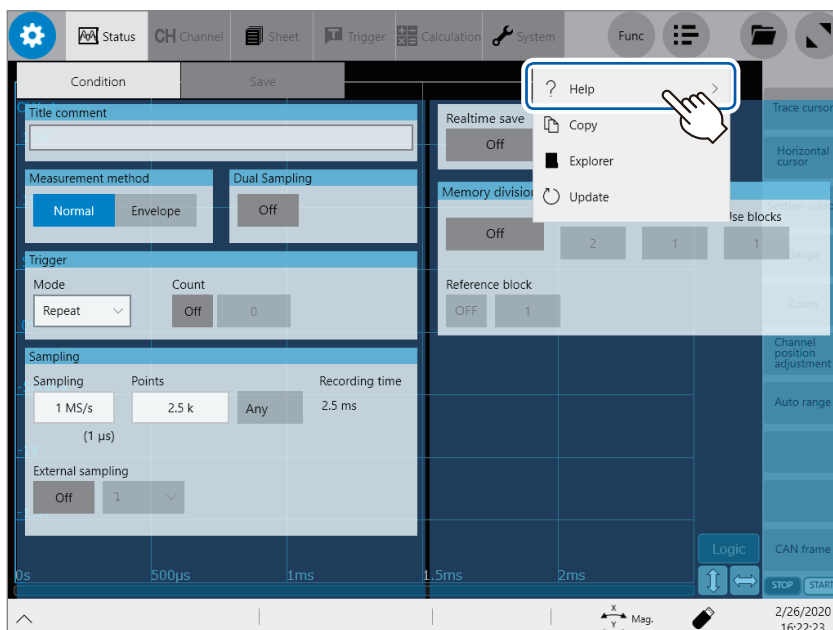 Status
CH Channel
Sheet
Trigger
Calculation
System
Func
Condition
Save
Title comment
Measurement method
Normal
Envelope
Dual Sampling
Off
Trigger
Mode
Repeat
Count
Off
0
Sampling
Sampling
Points
Recording time
1 MS/s
2.5 k
Any
2.5 ms
(1 µs)
External sampling
Off
Realtime save
Off
Memory division
Use blocks
Off
2
1
1
Reference block
OFF
1
? Help >
Copy
Explorer
Update
Trace cursor
Horizontal
cursor
Section cursor
Gauge
Zoom
Channel
position
adjustment
Auto range
CAN frame
Logic
STOP
START
0s
500µs
1ms
1.5ms
2ms
X
Y
Mag.
2/26/2020
16:22:23